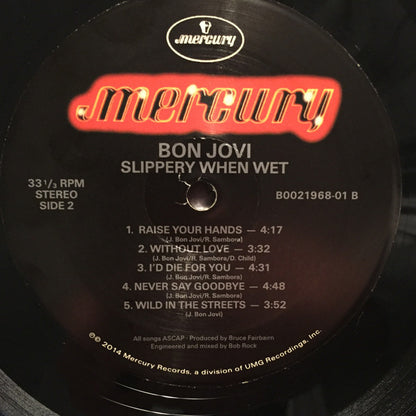 mercury
mercury
BON JOVI
SLIPPERY WHEN WET
33 1/3 RPM
STEREO
SIDE 2
B0021968-01 B
1. RAISE YOUR HANDS — 4:17
(J. Bon Jovi/R. Sambora)
2. WITHOUT LOVE — 3:32
(J. Bon Jovi/R. Sambora/D. Child)
3. I'D DIE FOR YOU — 4:31
(J. Bon Jovi/R. Sambora)
4. NEVER SAY GOODBYE — 4:48
(J. Bon Jovi/R. Sambora)
5. WILD IN THE STREETS — 3:52
(J. Bon Jovi)
All songs ASCAP · Produced by Bruce Fairbairn
Engineered and mixed by Bob Rock
℗© 2014 Mercury Records, a division of UMG Recordings, Inc.